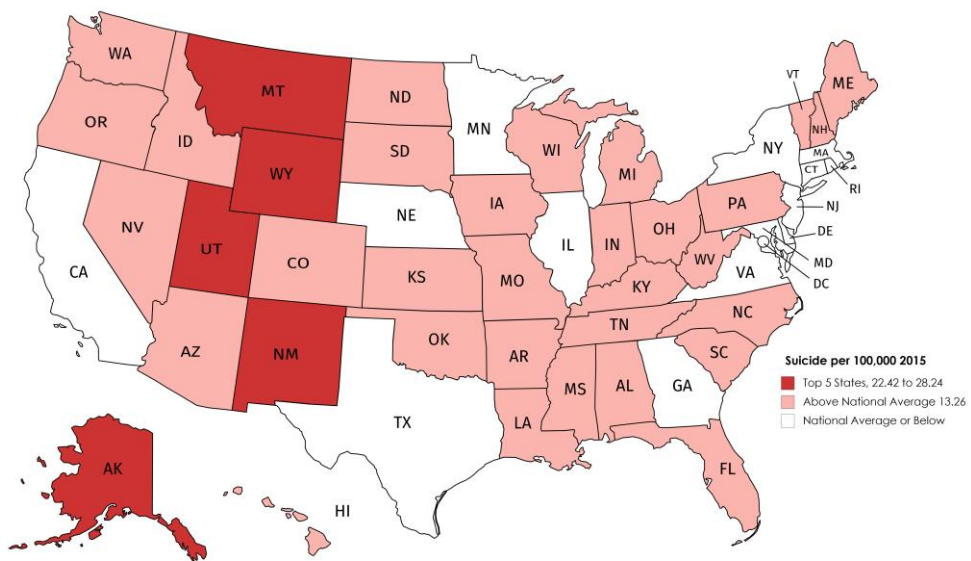 WA
MT
ND
MN
VT
ME
OR
ID
SD
WI
NH
NY
MA
WY
MI
CT
RI
IA
PA
NE
NJ
NV
OH
UT
IL
IN
DE
CO
WV
CA
KS
MO
VA
MD
KY
DC
NC
TN
OK
AZ
NM
AR
SC
Suicide per 100,000 2015
Top 5 States, 22.42 to 28.24
MS
AL
GA
Above National Average 13.26
TX
LA
National Average or Below
FL
AK
HI